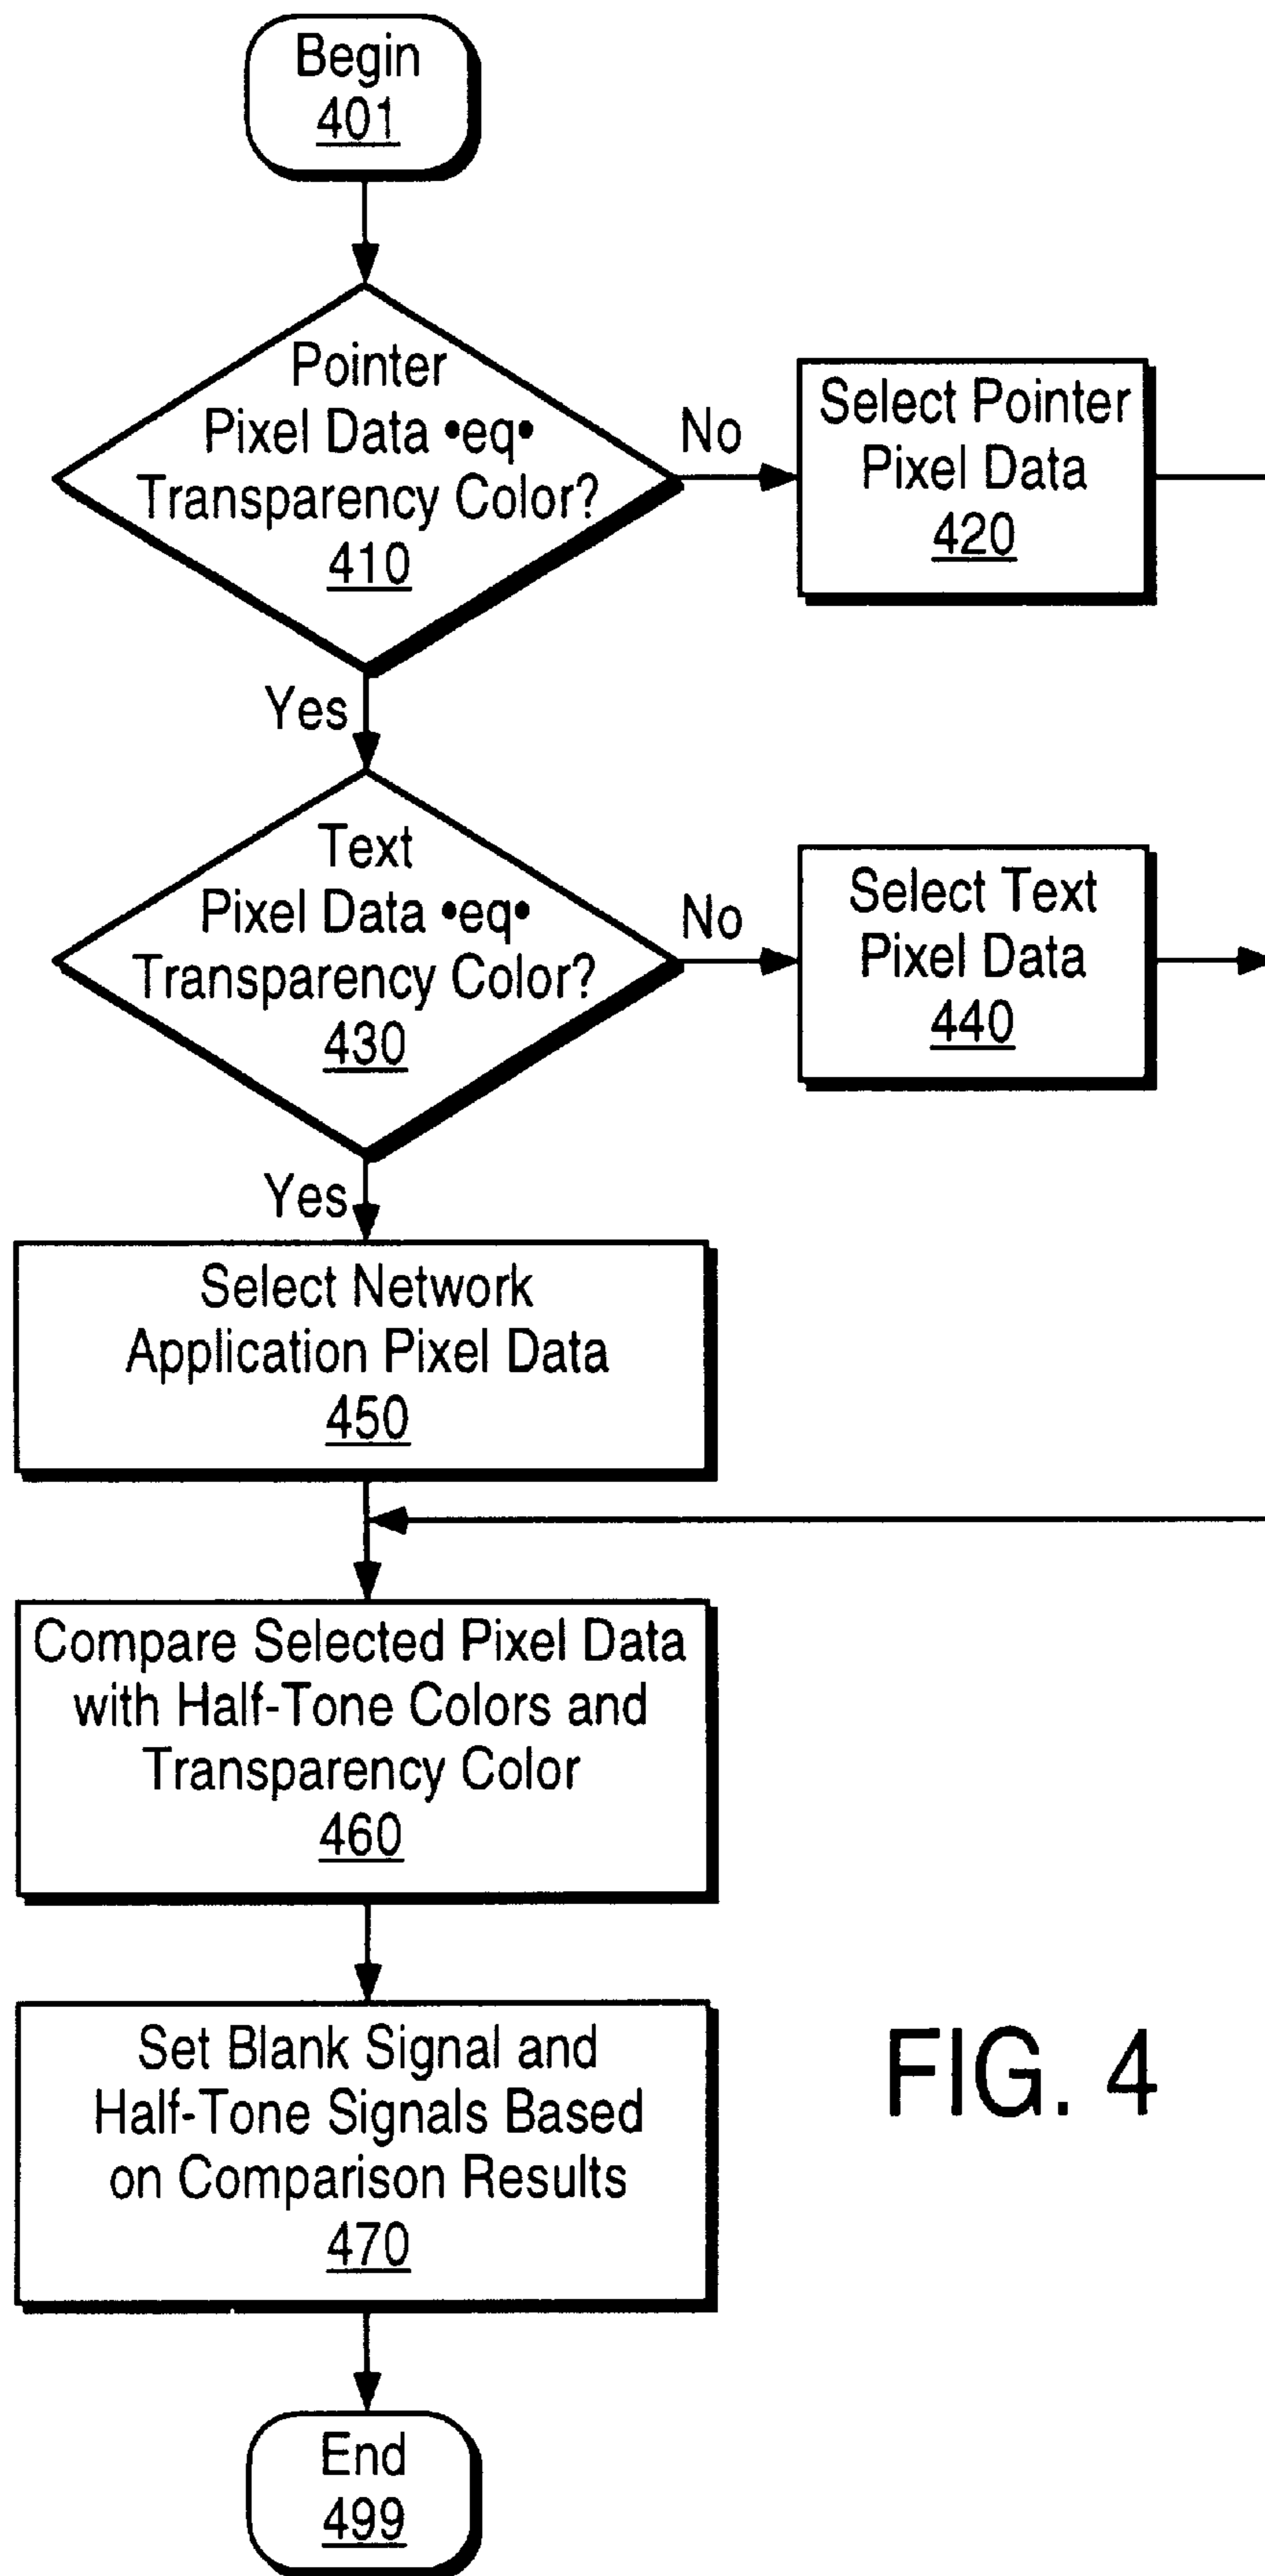 Begin
401
Pointer
Pixel Data •eq•
Transparency Color?
410
No
Select Pointer
Pixel Data
420
Yes
Text
Pixel Data •eq•
Transparency Color?
430
No
Select Text
Pixel Data
440
Yes
Select Network
Application Pixel Data
450
Compare Selected Pixel Data
with Half-Tone Colors and
Transparency Color
460
Set Blank Signal and
Half-Tone Signals Based
on Comparison Results
470
FIG. 4
End
499